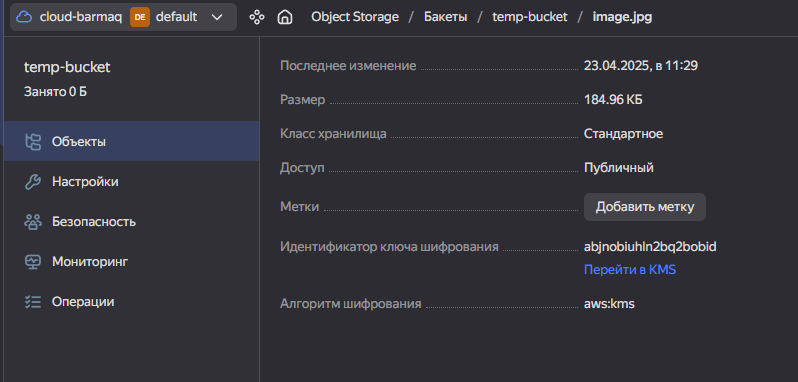 cloud-barmaq DE default Object Storage / Бакеты / temp-bucket / image.jpg
temp-bucket
Занято 0 Б
Объекты
Настройки
Безопасность
Мониторинг
Операции
Последнее изменение 23.04.2025, в 11:29
Размер 184.96 КБ
Класс хранилища Стандартное
Доступ Публичный
Метки Добавить метку
Идентификатор ключа шифрования abjnobiuhln2bq2bobid
Перейти в KMS
Алгоритм шифрования aws:kms